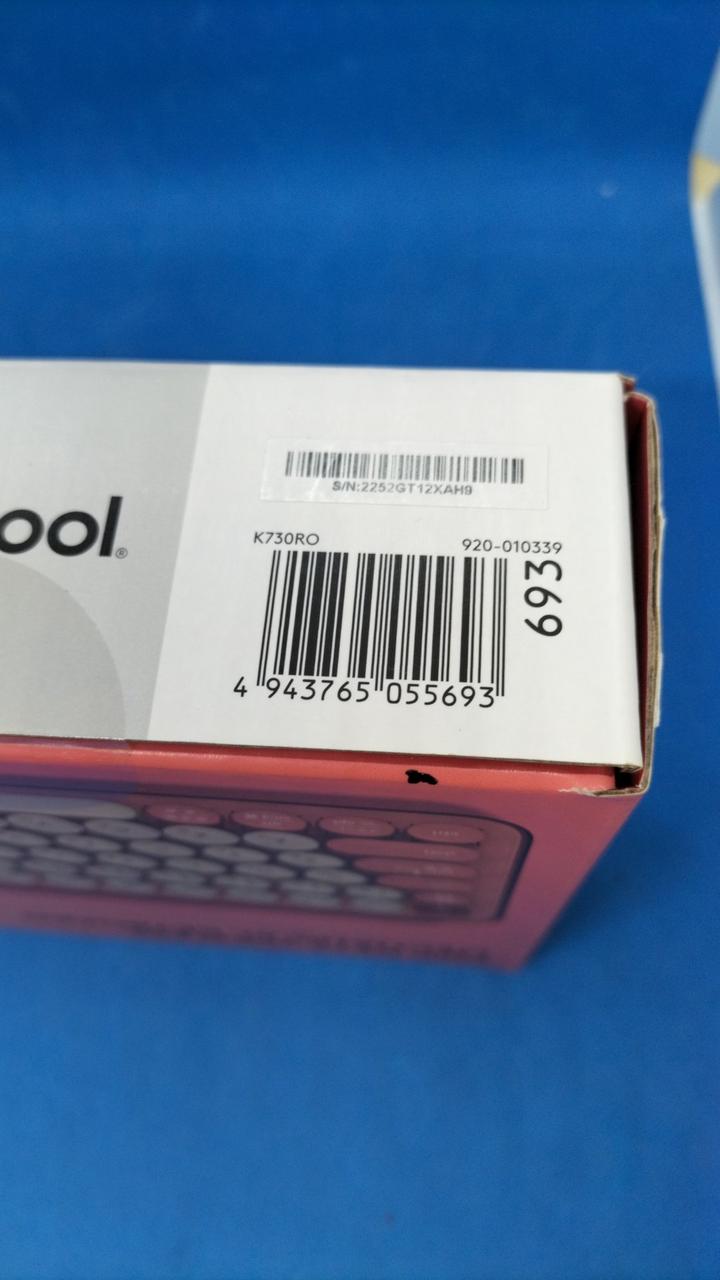 S/N:2252GT12XAH9
ool®
K730RO 920-010339
693
4 943765 055693